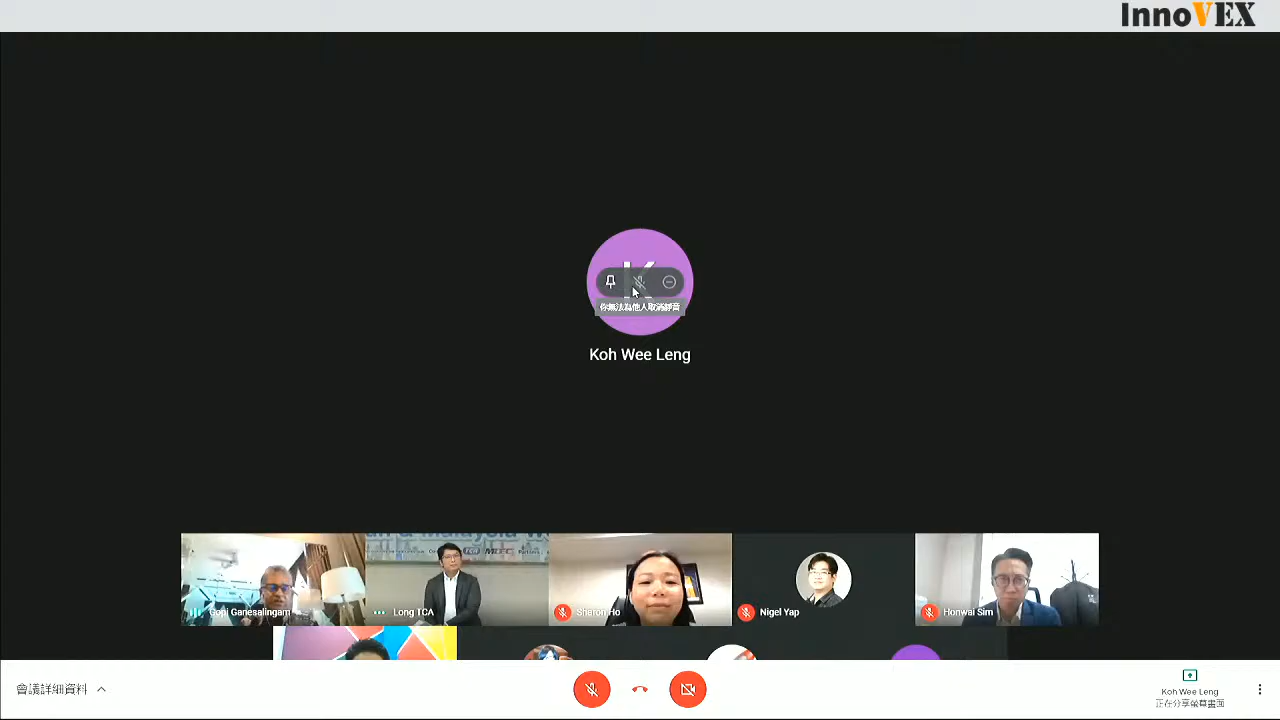 InnoVEX
K
你無法為他人取消靜音
Koh Wee Leng
Gopi Ganesalingam
Long TCA
Sharon Ho
Nigel Yap
Honwai Sim
會議詳細資料
Koh Wee Leng
正在分享螢幕畫面